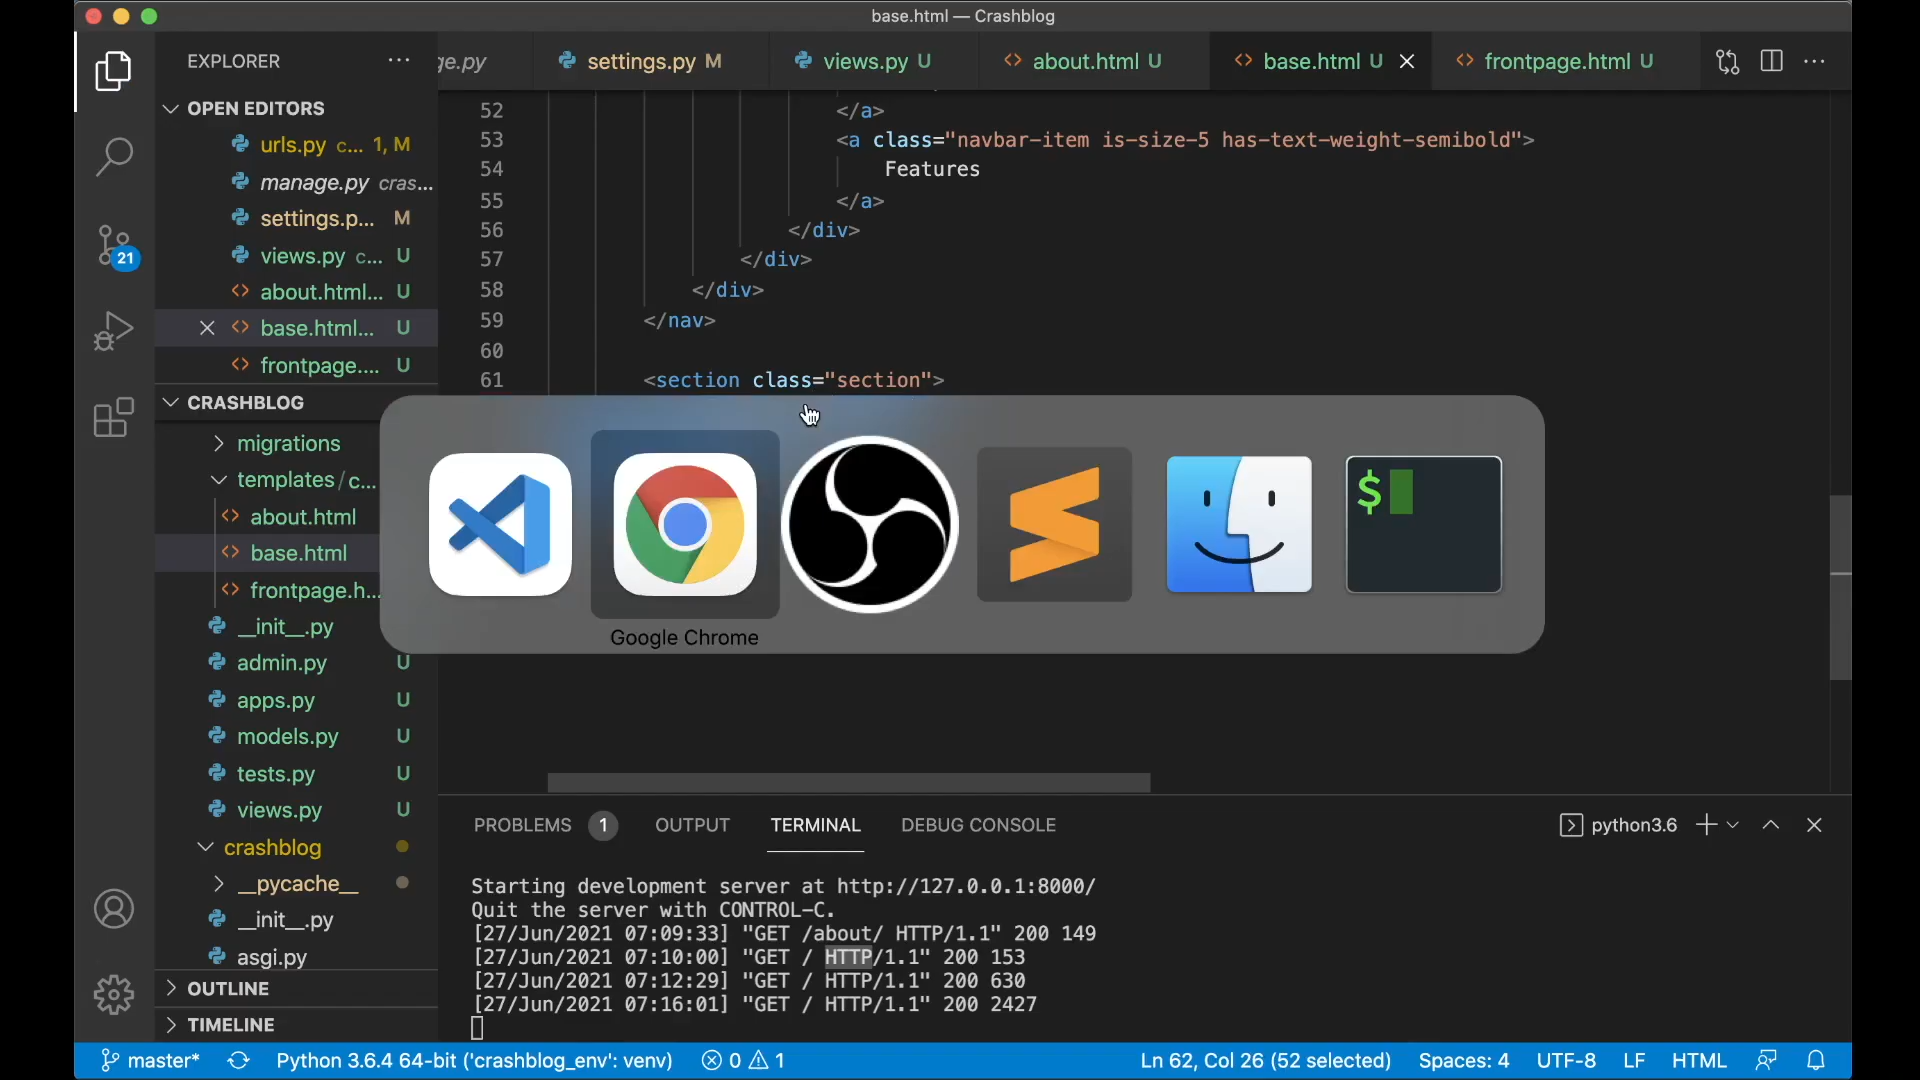 base.html — Crashblog
EXPLORER
ge.py
settings.py M
views.py U
about.html U
base.html U
frontpage.html U
OPEN EDITORS
urls.py c... 1, M
manage.py cras...
settings.p... M
views.py c... U
about.html... U
base.html... U
frontpage.... U
CRASHBLOG
migrations
templates/c...
about.html
base.html
frontpage.h...
__init__.py
admin.py U
apps.py U
models.py U
tests.py U
views.py U
crashblog
__pycache__
__init__.py
asgi.py
OUTLINE
TIMELINE
52 </a>
53 <a class="navbar-item is-size-5 has-text-weight-semibold">
54 Features
55 </a>
56 </div>
57 </div>
58 </div>
59 </nav>
60
61 <section class="section">
$
Google Chrome
PROBLEMS 1 OUTPUT TERMINAL DEBUG CONSOLE
python3.6
Starting development server at http://127.0.0.1:8000/
Quit the server with CONTROL-C.
[27/Jun/2021 07:09:33] "GET /about/ HTTP/1.1" 200 149
[27/Jun/2021 07:10:00] "GET / HTTP/1.1" 200 153
[27/Jun/2021 07:12:29] "GET / HTTP/1.1" 200 630
[27/Jun/2021 07:16:01] "GET / HTTP/1.1" 200 2427
21
master* Python 3.6.4 64-bit ('crashblog_env': venv) 0 1 Ln 62, Col 26 (52 selected) Spaces: 4 UTF-8 LF HTML